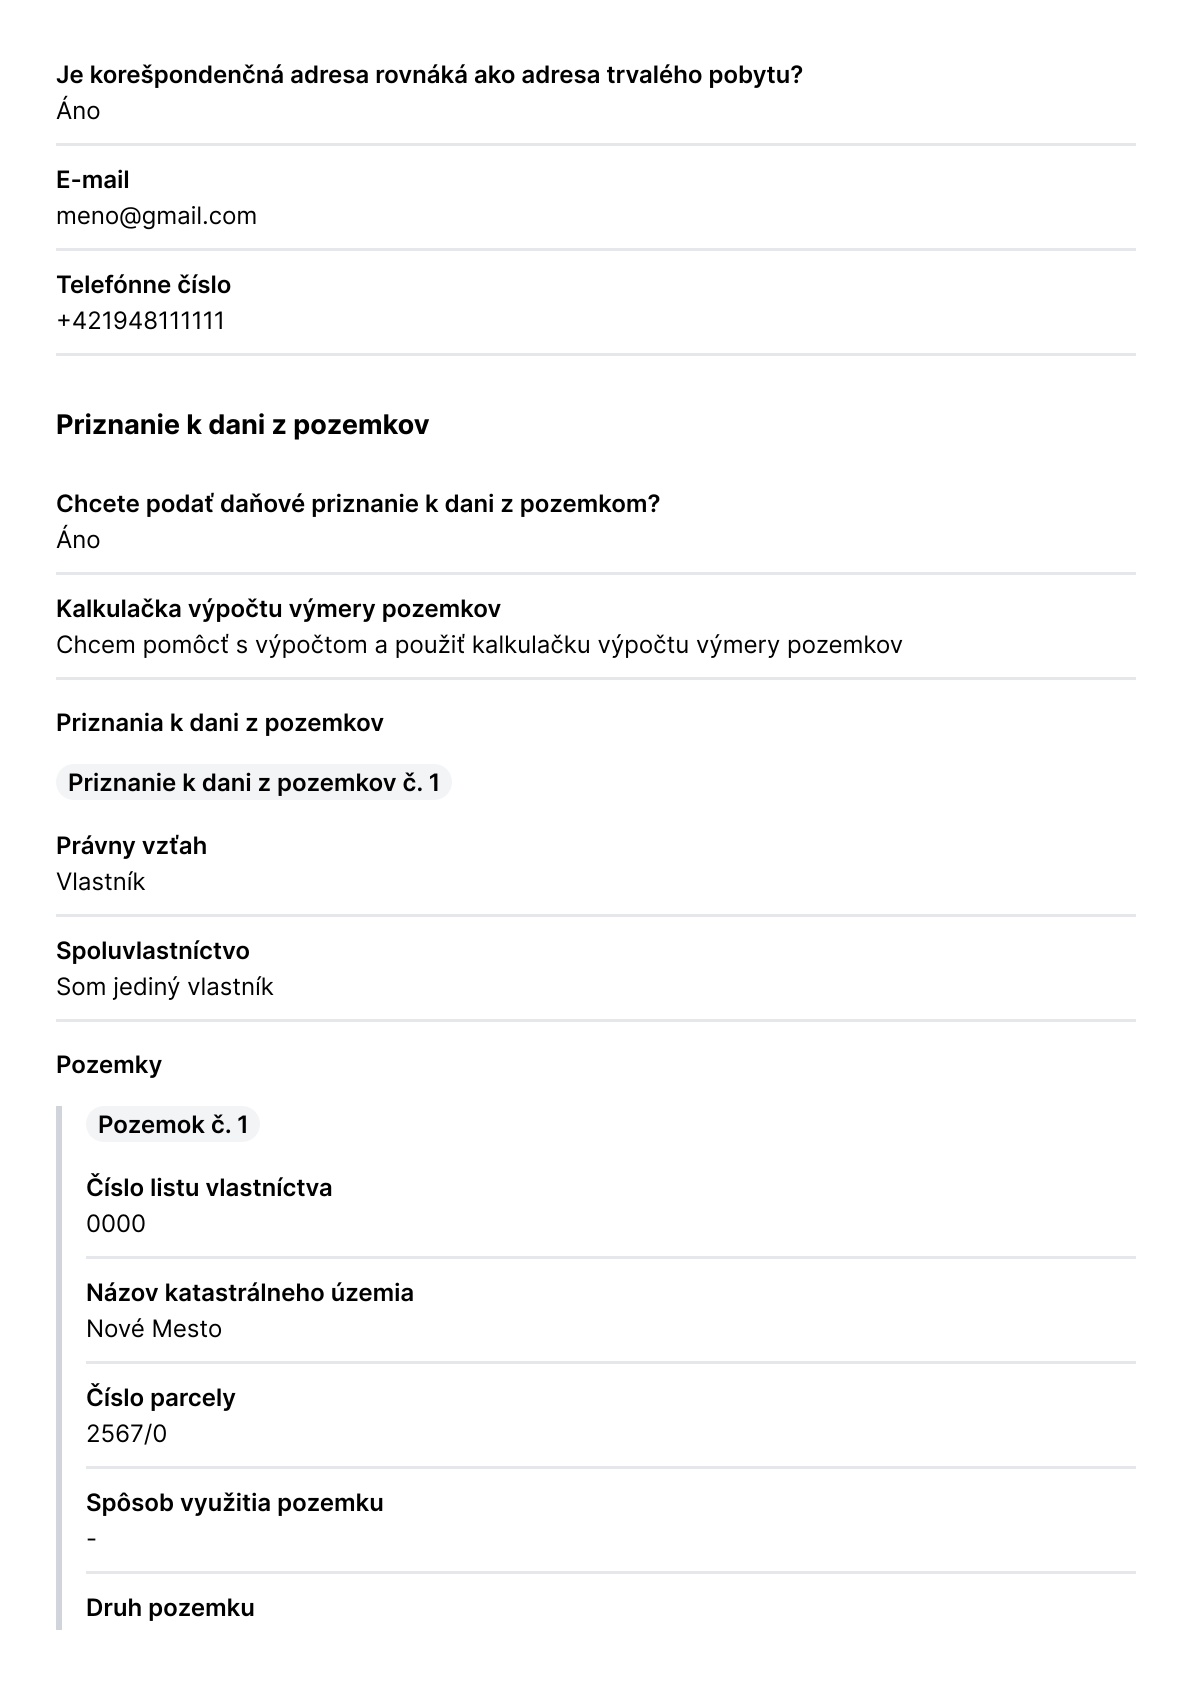 Je korešpondenčná adresa rovnáká ako adresa trvalého pobytu?
Áno
E-mail
meno@gmail.com
Telefónne číslo
+421948111111
Priznanie k dani z pozemkov
Chcete podať daňové priznanie k dani z pozemkom?
Áno
Kalkulačka výpočtu výmery pozemkov
Chcem pomôcť s výpočtom a použiť kalkulačku výpočtu výmery pozemkov
Priznania k dani z pozemkov
Priznanie k dani z pozemkov č. 1
Právny vzťah
Vlastník
Spoluvlastníctvo
Som jediný vlastník
Pozemky
Pozemok č. 1
Číslo listu vlastníctva
0000
Názov katastrálneho územia
Nové Mesto
Číslo parcely
2567/0
Spôsob využitia pozemku
-
Druh pozemku